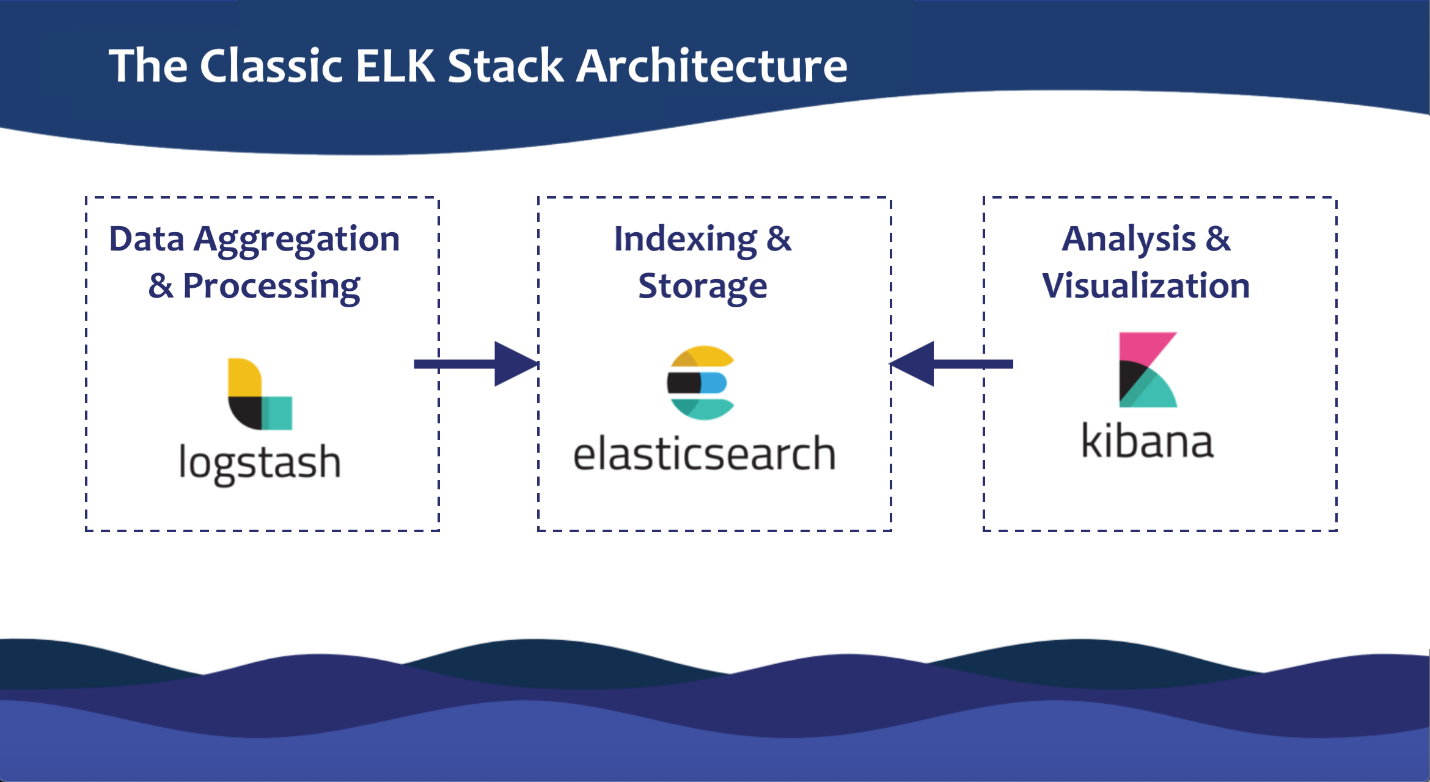 The Classic ELK Stack Architecture
Data Aggregation
& Processing
logstash
Indexing &
Storage
elasticsearch
Analysis &
Visualization
kibana